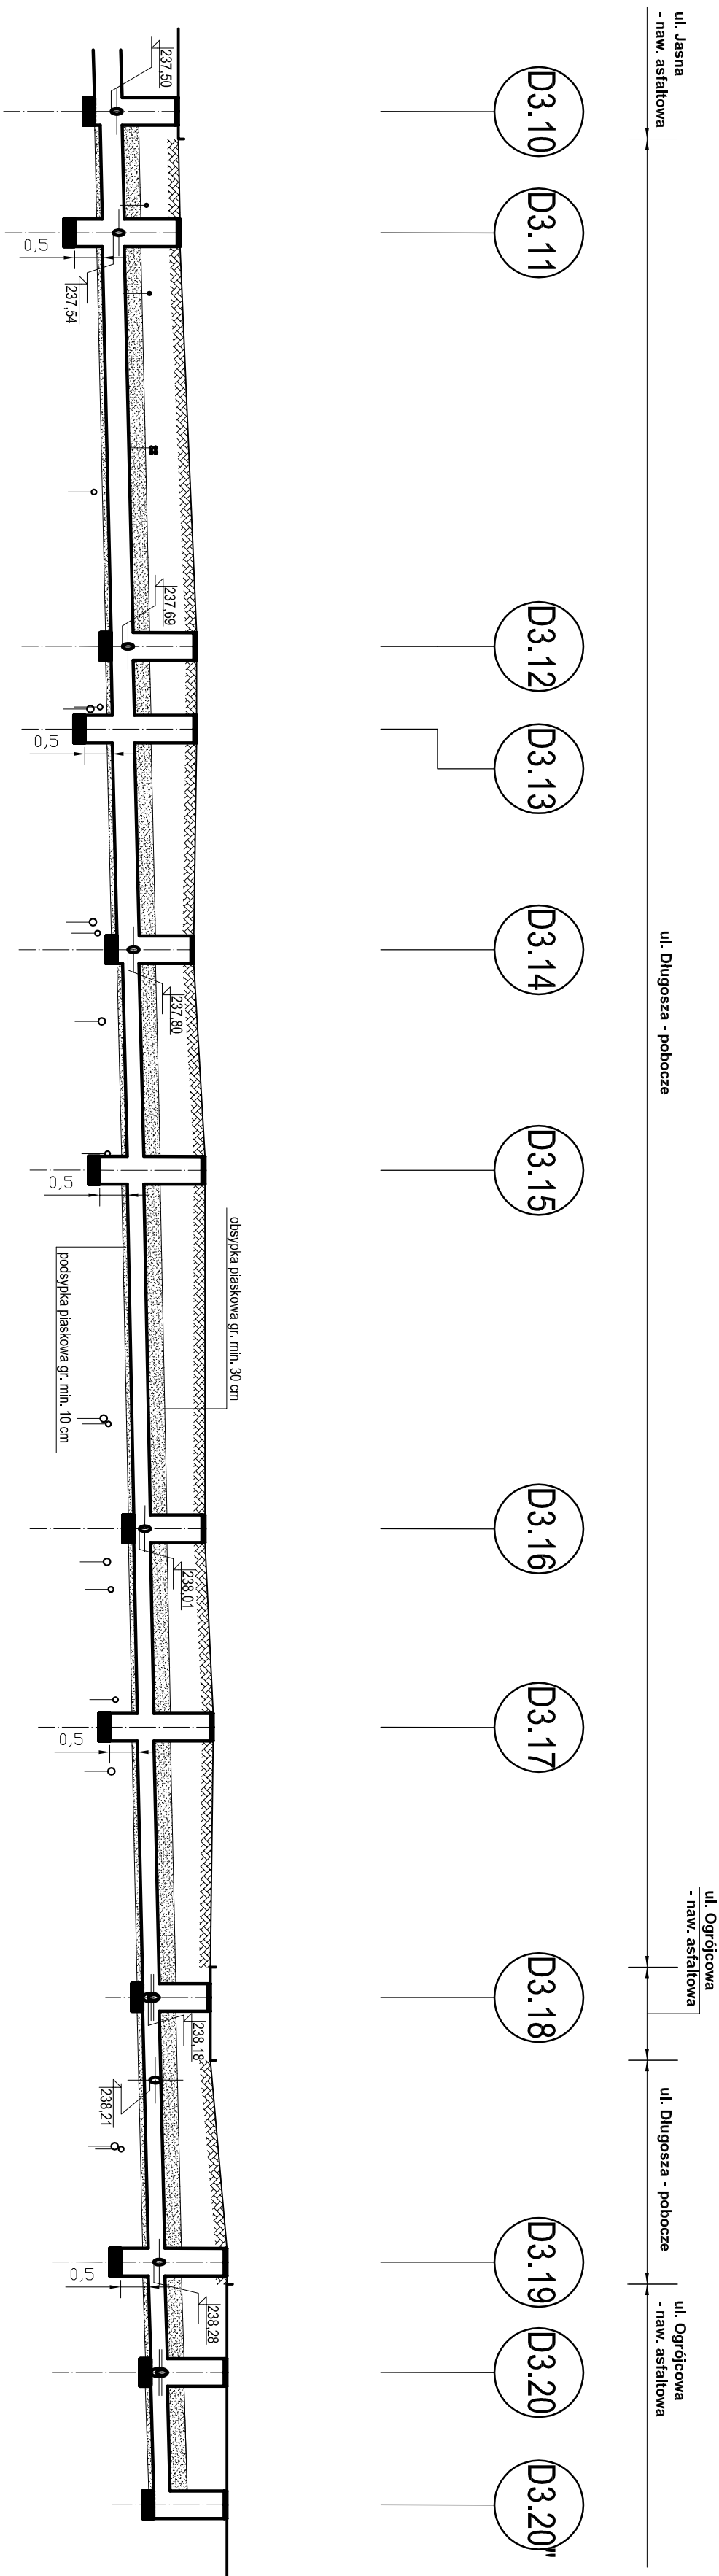 ul. Jasna
- naw. asfaltowa
ul. Długosza - pobocze
ul. Ogrójcowa
- naw. asfaltowa
ul. Długosza - pobocze
ul. Ogrójcowa
- naw. asfaltowa
D3.10
D3.11
D3.12
D3.13
D3.14
D3.15
D3.16
D3.17
D3.18
D3.19
D3.20
D3.20"
obsypka piaskowa gr. min. 30 cm
podsypka piaskowa gr. min. 10 cm
237,50
237,54
237,69
237,80
238,01
238.18
238,21
238,28
0,5
0,5
0,5
0,5
0,5